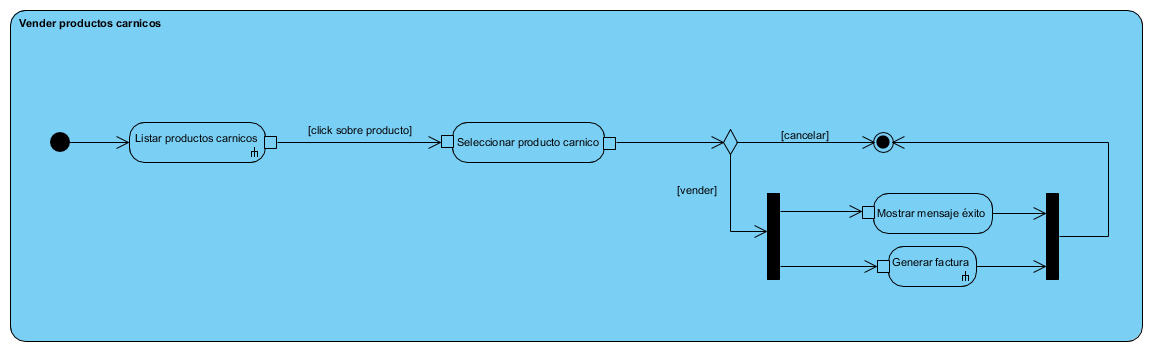 Vender productos carnicos
Listar productos carnicos
[click sobre producto]
Seleccionar producto carnico
[cancelar]
[vender]
Mostrar mensaje éxito
Generar factura